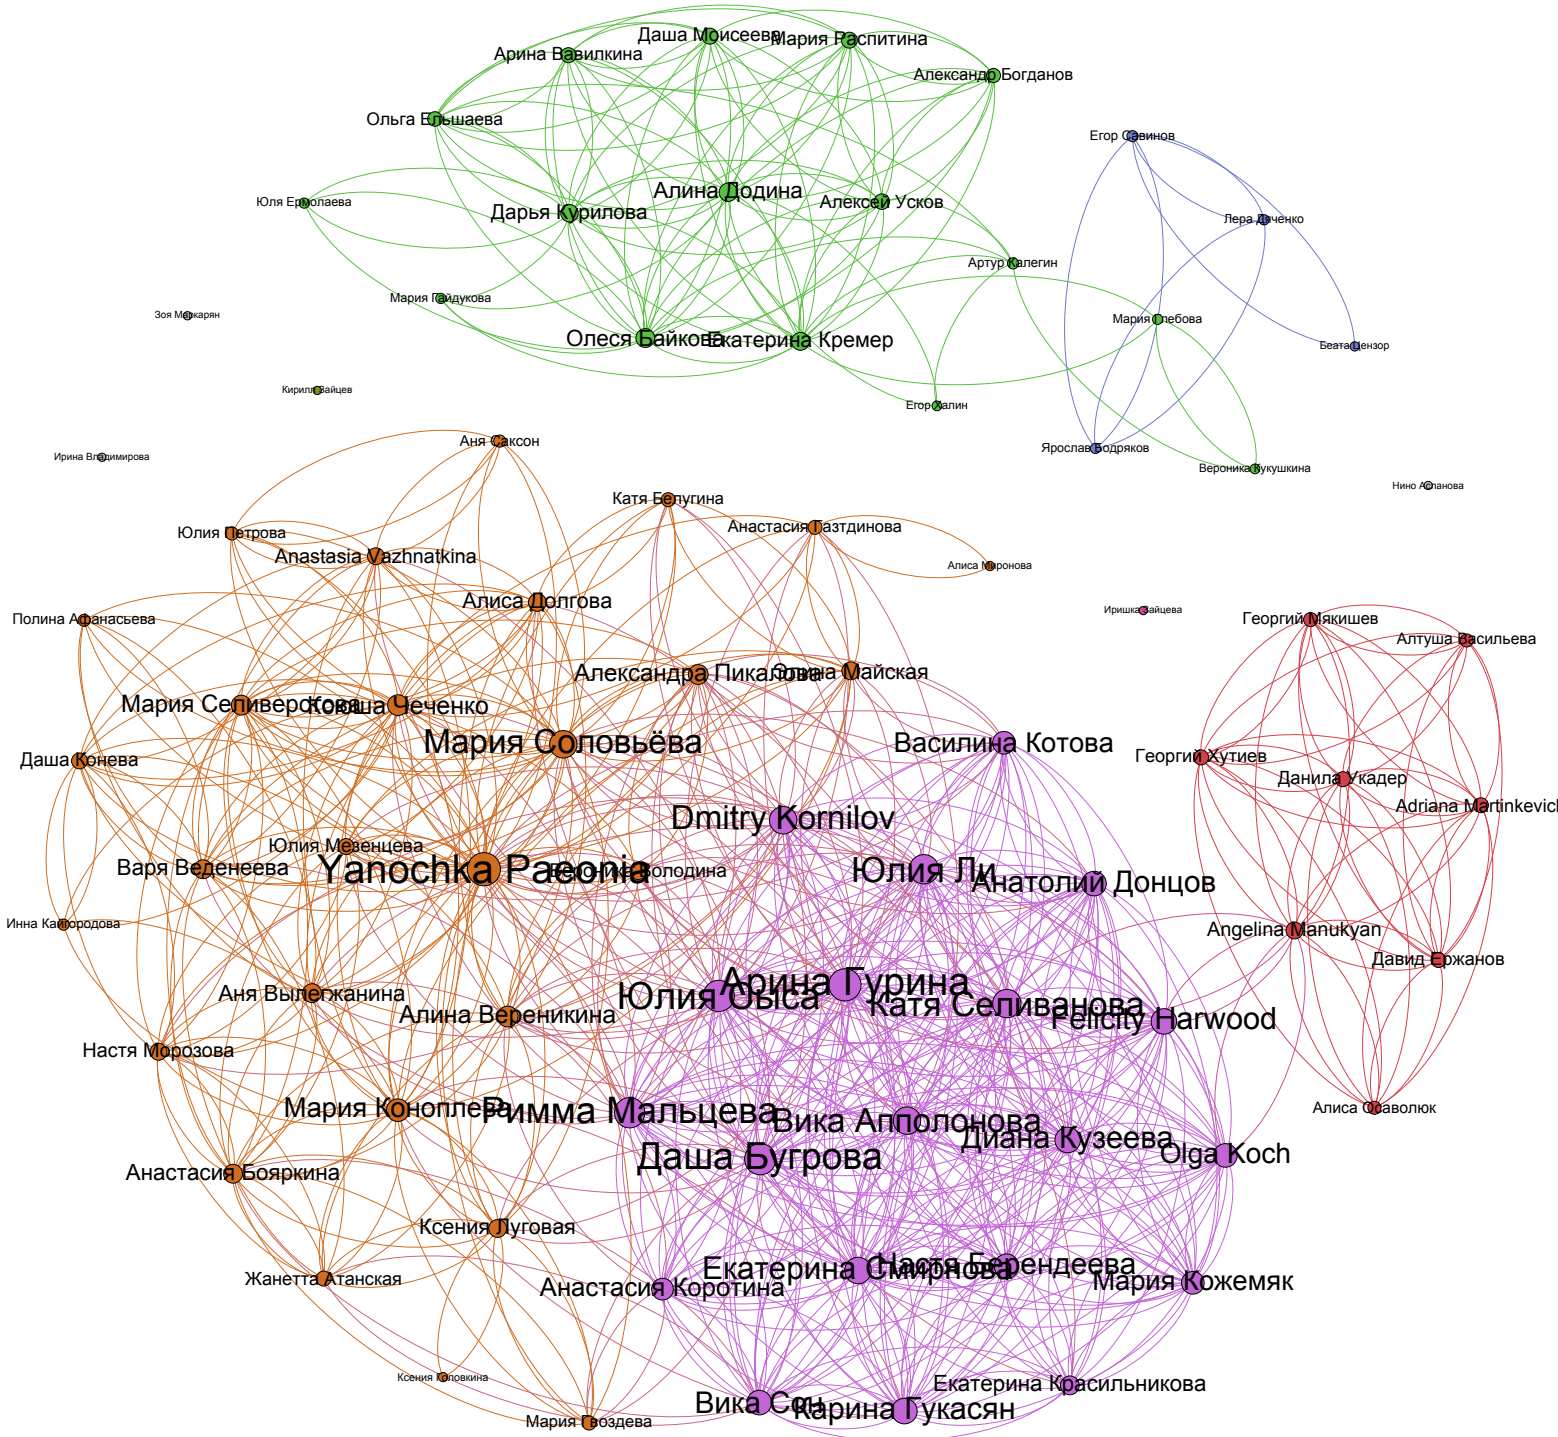 Даша Моисеева
Мария Распитина
Арина Вавилкина
Александр Богданов
Ольга Ельшаева
Егор Савинов
Алина Додина
Юля Ермолаева
Дарья Курилова
Алексей Усков
Лера Дяченко
Артур Калегин
Мария Гайдукова
Зоя Маркарян
Мария Глебова
Олеся Байкова
Екатерина Кремер
Беата Цензор
Кирилл Зайцев
Егор Халин
Аня Саксон
Ярослав Бодряков
Ирина Владимирова
Вероника Кукушкина
Нино Асланова
Катя Белугина
Юлия Петрова
Анастасия Газтдинова
Anastasia Vazhnatkina
Алиса Миронова
Алиса Долгова
Иришка Зайцева
Полина Афанасьева
Георгий Мякишев
Алтуша Васильева
Александра Пикалова
Элина Майская
Мария Селиверстова
Ксюша Чеченко
Мария Соловьёва
Василина Котова
Даша Конева
Георгий Хутиев
Данила Укадер
Adriana Martinkevich
Dmitry Kornilov
Юлия Мезенцева
Варя Веденеева
Yanochka Paeonia
Вероника Володина
Юлия Ли
Анатолий Донцов
Инна Кайгородова
Angelina Manukyan
Давид Ержанов
Аня Вылегжанина
Арина Гурина
Юлия Сыса
Катя Селиванова
Алина Вереникина
Felicity Harwood
Настя Морозова
Мария Коноплева
Римма Мальцева
Вика Апполонова
Алиса Осаволюк
Диана Кузеева
Olga Koch
Даша Бугрова
Анастасия Бояркина
Ксения Луговая
Екатерина Смирнова
Настя Берендеева
Жанетта Атанская
Анастасия Коротина
Мария Кожемяк
Ксения Головкина
Екатерина Красильникова
Вика Сон
Карина Гукасян
Мария Гвоздева